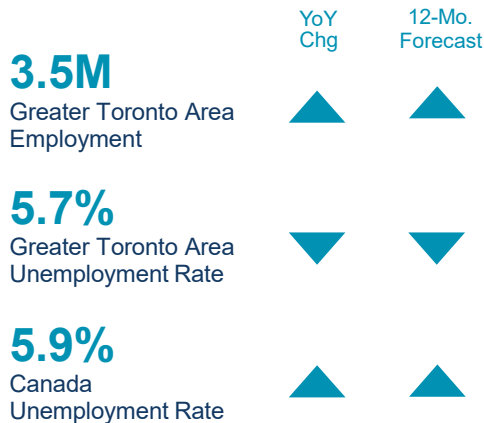 YoY
Chg
12-Mo.
Forecast
3.5M
Greater Toronto Area
Employment
5.7%
Greater Toronto Area
Unemployment Rate
5.9%
Canada
Unemployment Rate